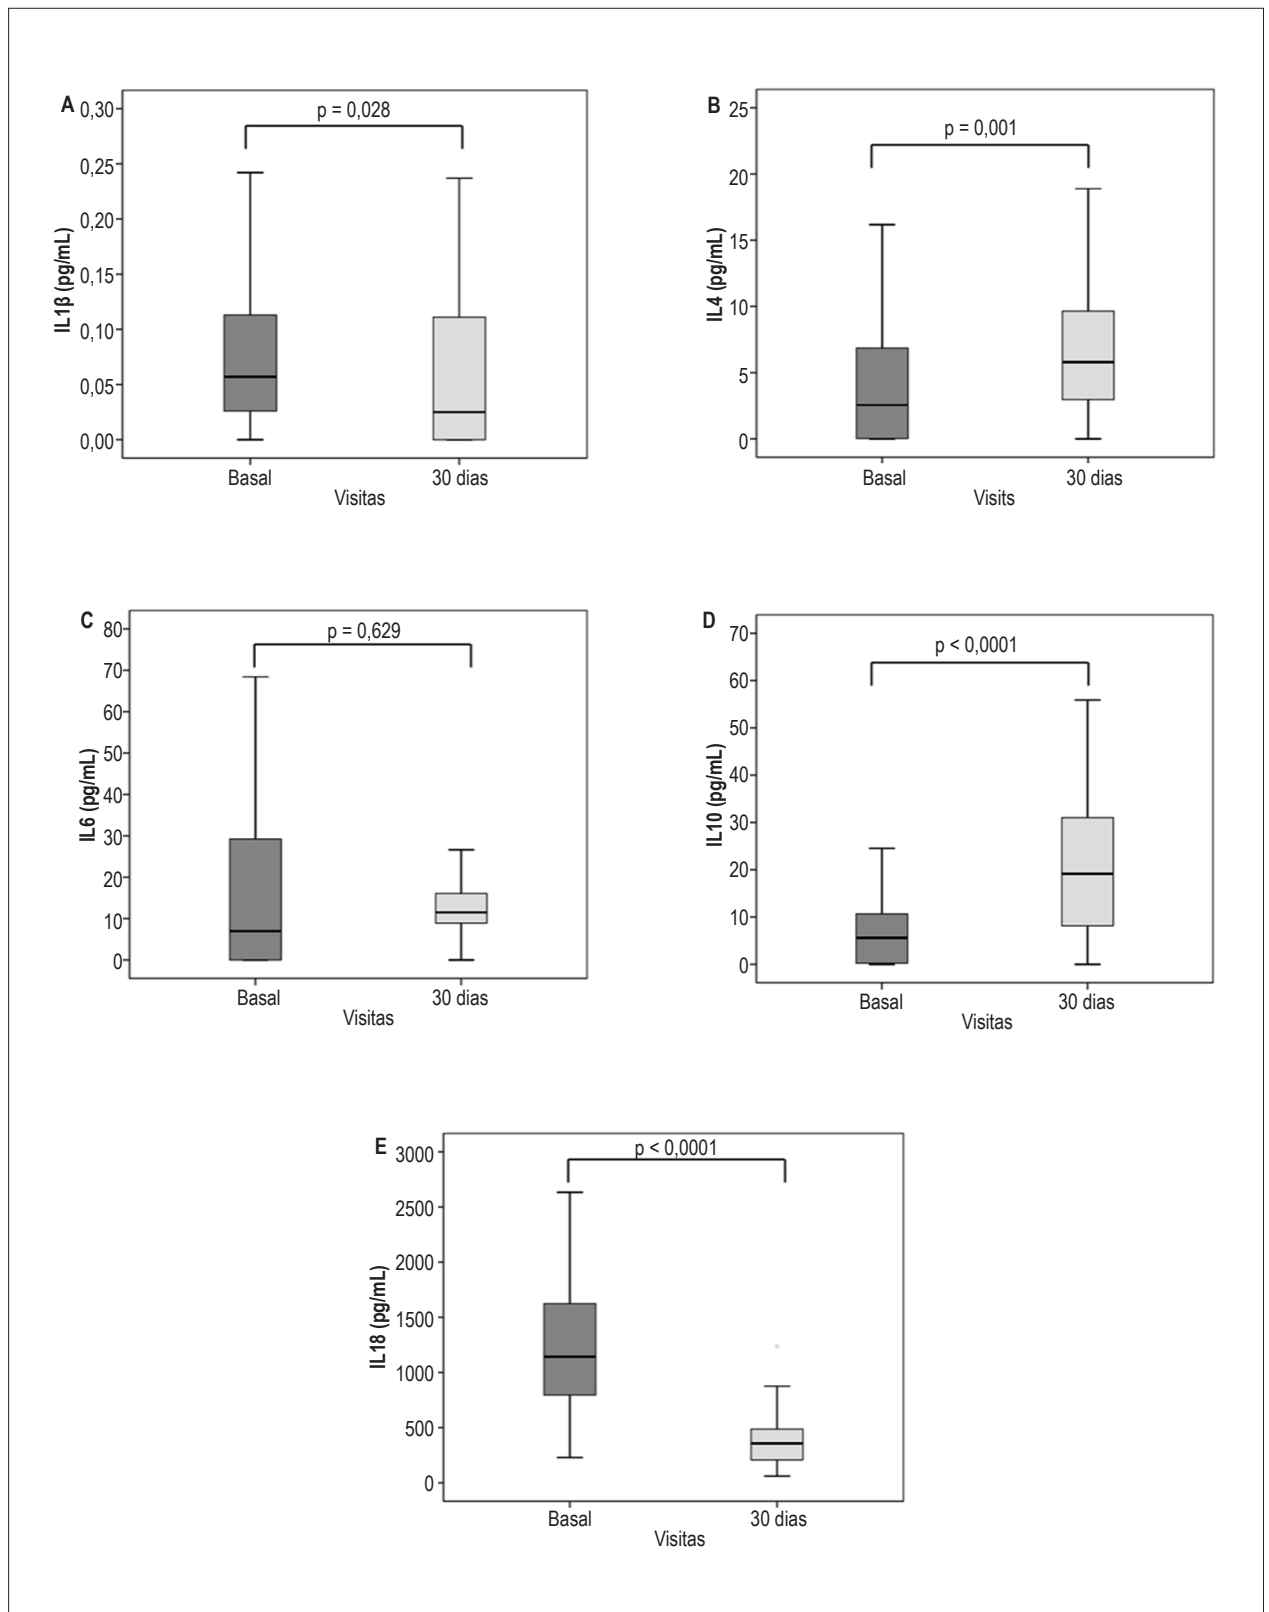 A
p = 0,028
0,30
0,25
0,20
0,15
0,10
0,05
0,00
IL1β (pg/mL)
Basal
30 dias
Visitas
B
p = 0,001
25
20
15
10
5
0
IL4 (pg/mL)
Basal
30 dias
Visits
C
p = 0,629
80
70
60
50
40
30
20
10
0
IL6 (pg/mL)
Basal
30 dias
Visitas
D
p < 0,0001
70
60
50
40
30
20
10
0
IL10 (pg/mL)
Basal
30 dias
Visitas
E
p < 0,0001
3000
2500
2000
1500
1000
500
0
IL18 (pg/mL)
Basal
30 dias
Visitas